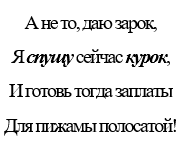 А не то, даю зарок,
Я спущу сейчас курок,
И готовь тогда заплаты
Для пижамы полосатой!